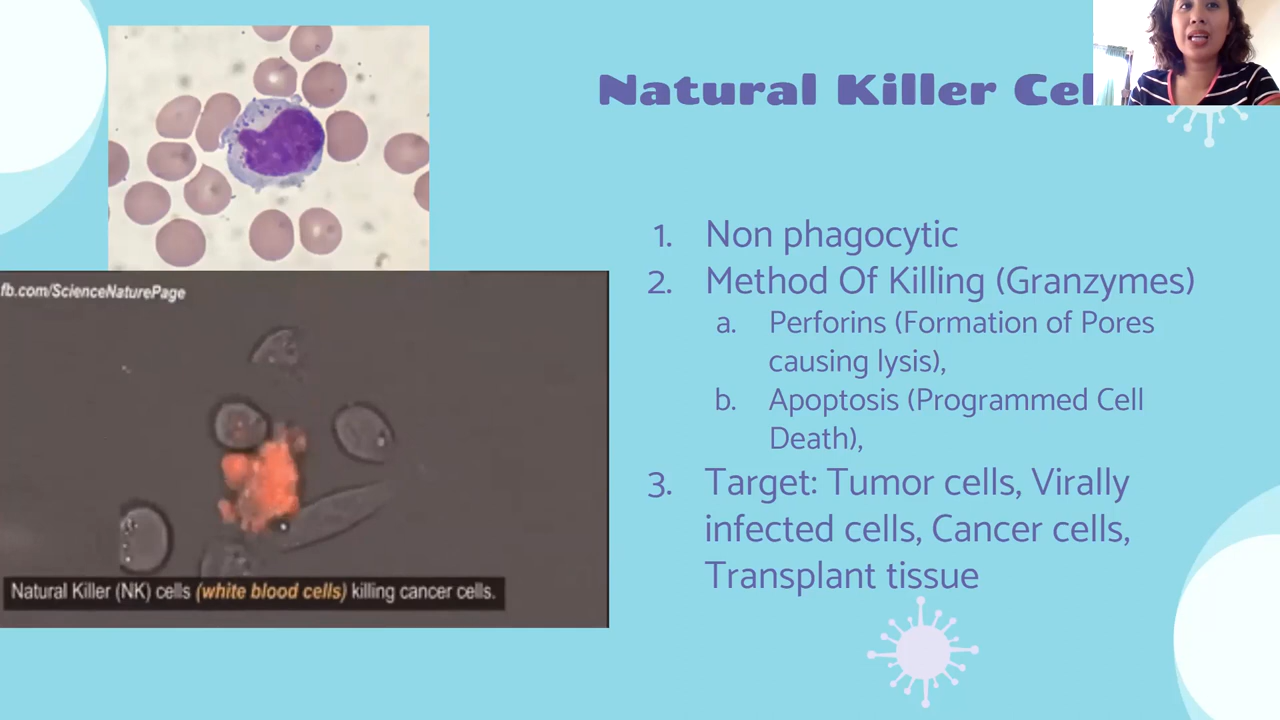 Natural Killer Cel
fb.com/ScienceNaturePage
1. Non phagocytic
2. Method Of Killing (Granzymes)
a. Perforins (Formation of Pores
causing lysis),
b. Apoptosis (Programmed Cell
Death),
3. Target: Tumor cells, Virally
infected cells, Cancer cells,
Transplant tissue
Natural Killer (NK) cells (white blood cells) killing cancer cells.